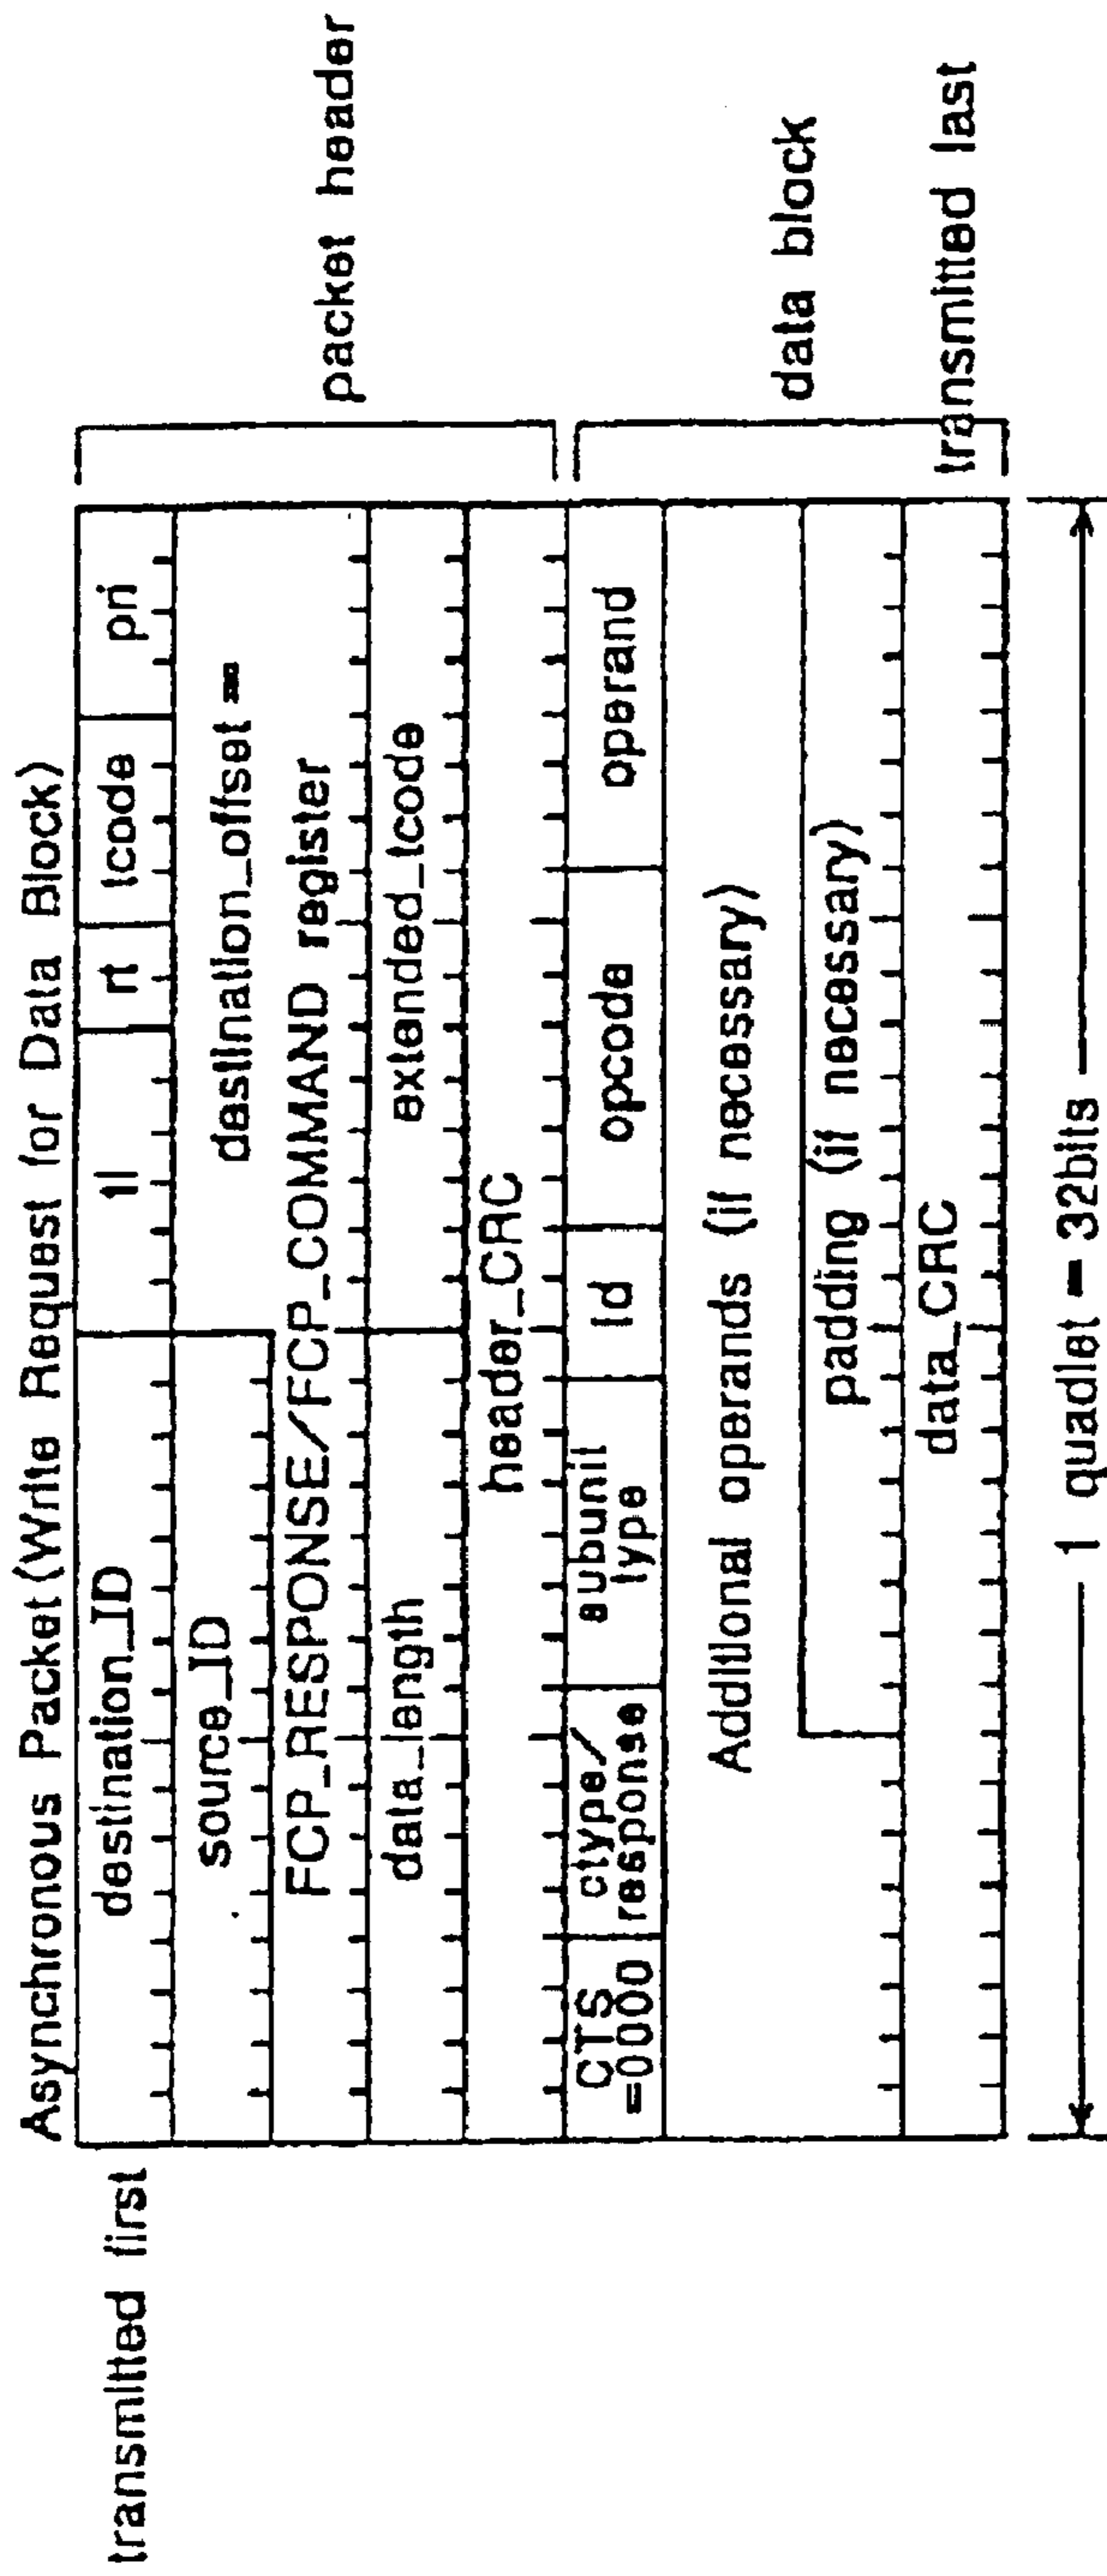 Asynchronous Packet (Write Request for Data Block)
transmitted first
destination_ID tl rt tcode pri
source_ID destination_offset =
FCP_RESPONSE/FCP_COMMAND register
data_length extended_tcode
header_CRC
packet header
CTS =0000 ctype/ response subunit type id opcode operand
Additional operands (if necessary)
padding (if necessary)
data_CRC
data block
transmitted last
1 quadlet = 32bits